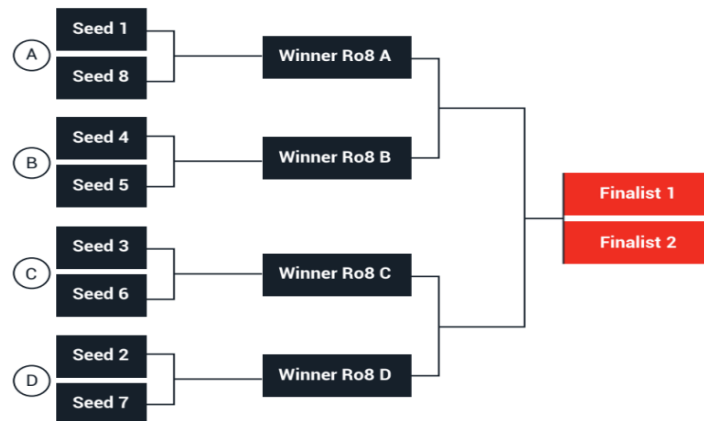 A
Seed 1
Seed 8
Winner Ro8 A
B
Seed 4
Seed 5
Winner Ro8 B
C
Seed 3
Seed 6
Winner Ro8 C
D
Seed 2
Seed 7
Winner Ro8 D
Finalist 1
Finalist 2